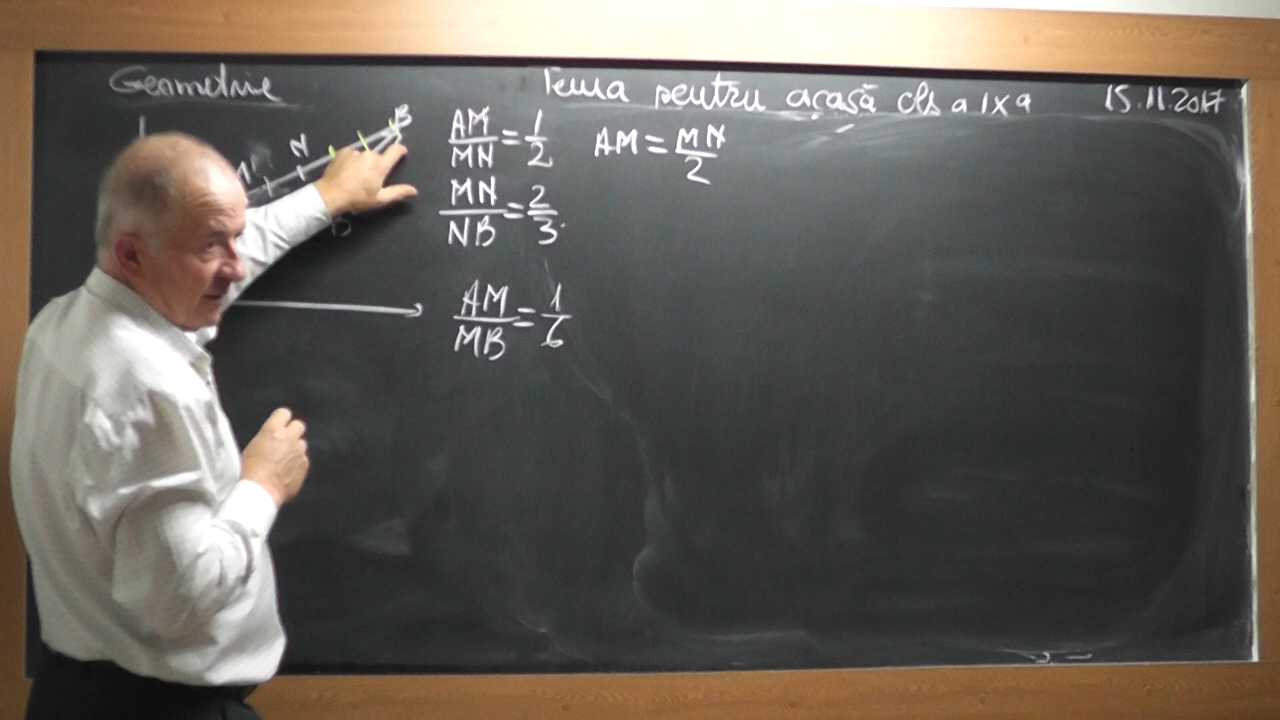 Geometrie
Tema pentru acasă cls a IX a 15.11.2017
N B
AM/MN = 1/2 AM = MN/2
MN/NB = 2/3
AM/MB = 1/6